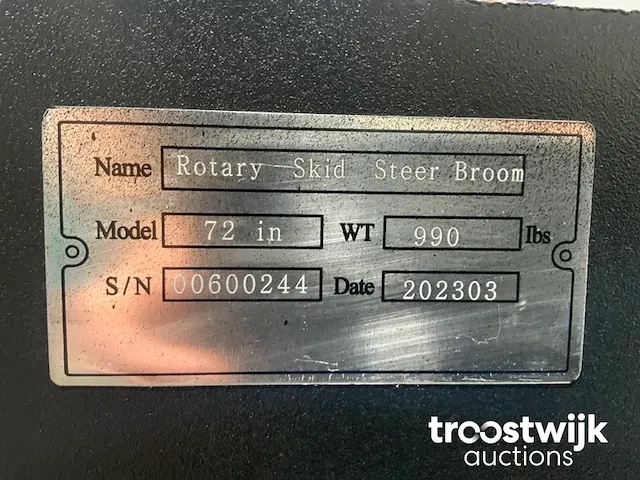 Name Rotary Skid Steer Broom
Model 72 in WT 990 lbs
S/N 00600244 Date 202303
troostwijk
auctions